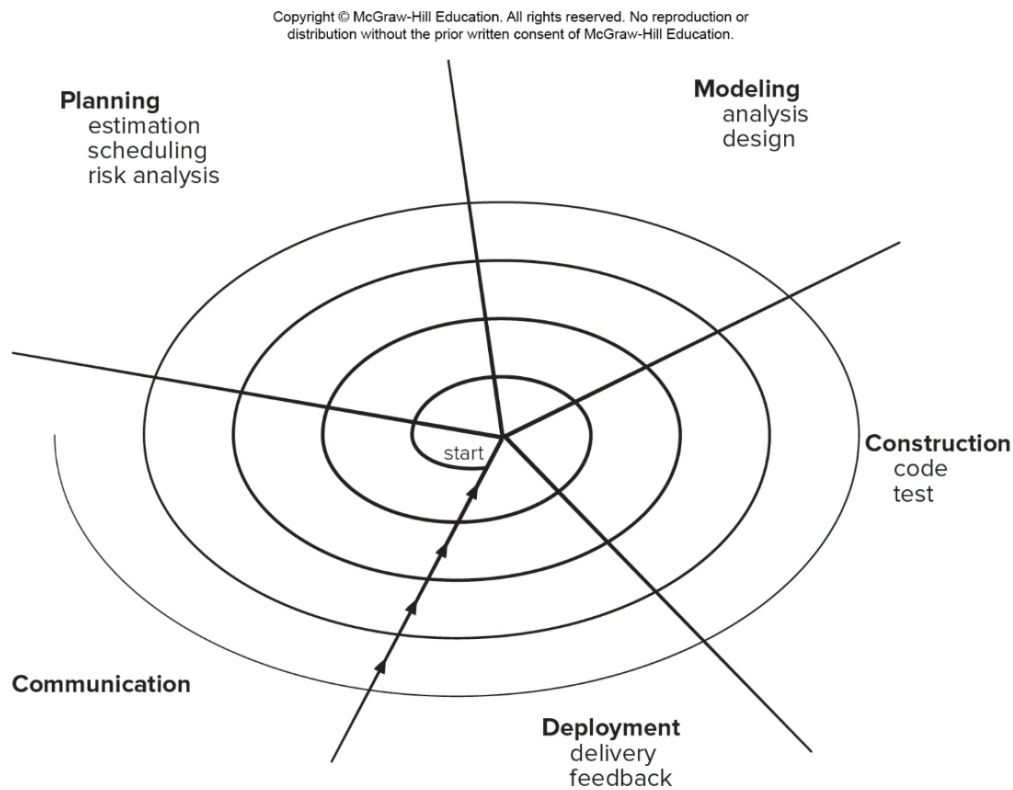 Copyright © McGraw-Hill Education. All rights reserved. No reproduction or
distribution without the prior written consent of McGraw-Hill Education.
Planning
estimation
scheduling
risk analysis
Modeling
analysis
design
start
Construction
code
test
Communication
Deployment
delivery
feedback